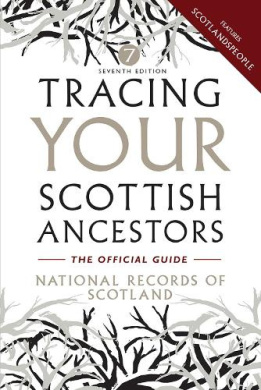 FEATURES
SCOTLANDSPEOPLE
7
SEVENTH EDITION
TRACING
YOUR
SCOTTISH
ANCESTORS
THE OFFICIAL GUIDE
NATIONAL RECORDS OF
SCOTLAND